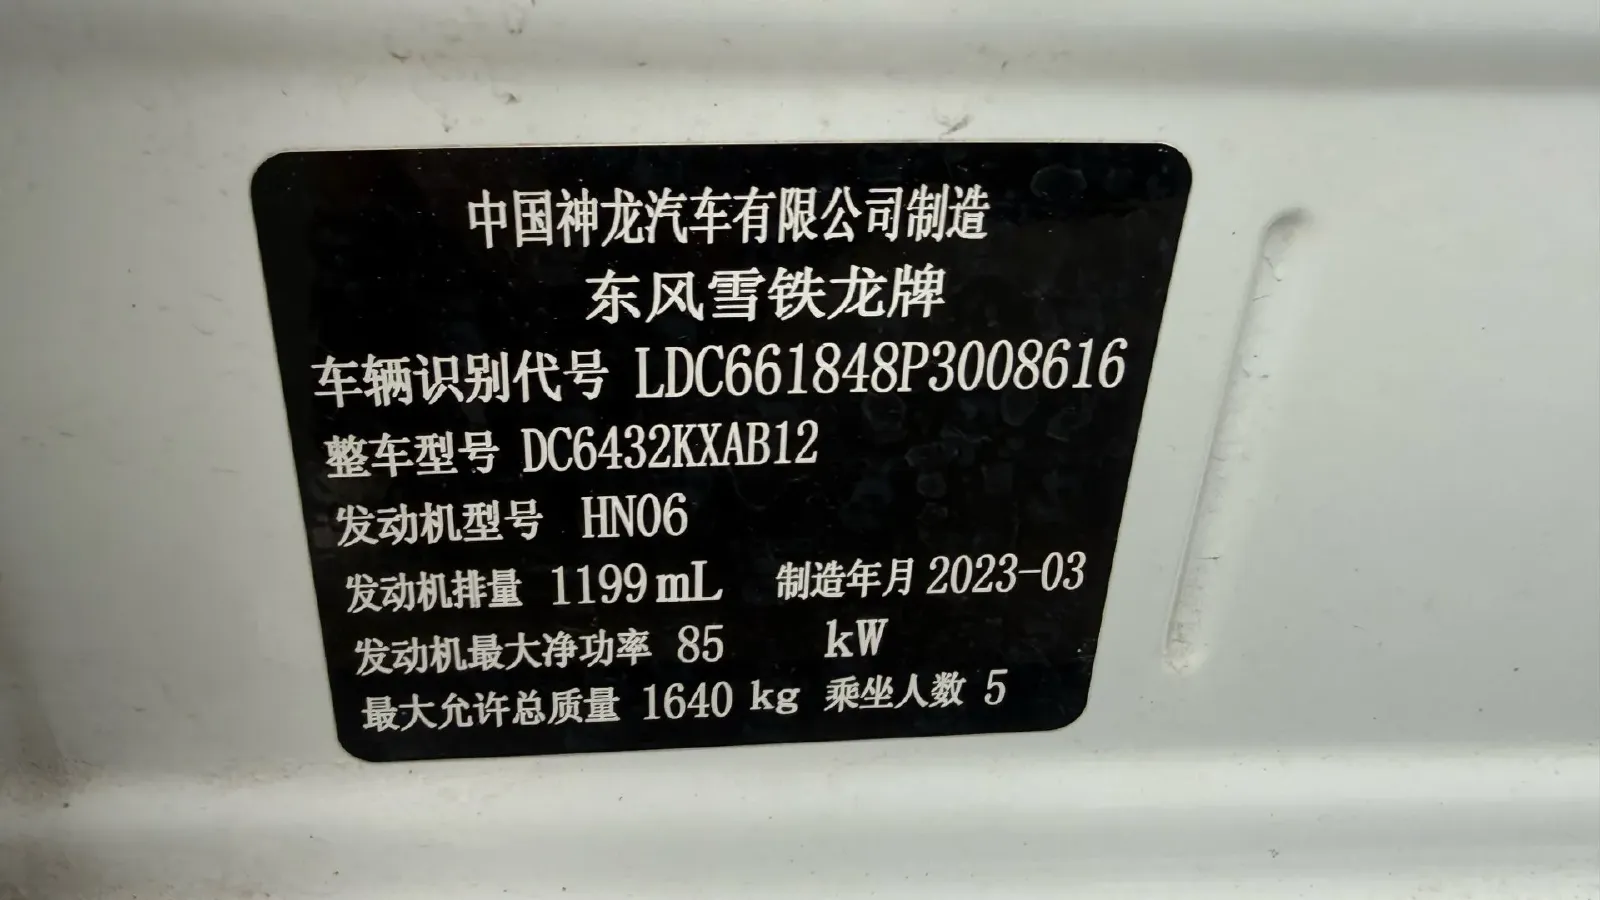 中国神龙汽车有限公司制造
东风雪铁龙牌
车辆识别代号 LDC661848P3008616
整车型号 DC6432KXAB12
发动机型号 HN06
发动机排量 1199mL 制造年月 2023-03
发动机最大净功率 85 kW
最大允许总质量 1640 kg 乘坐人数 5